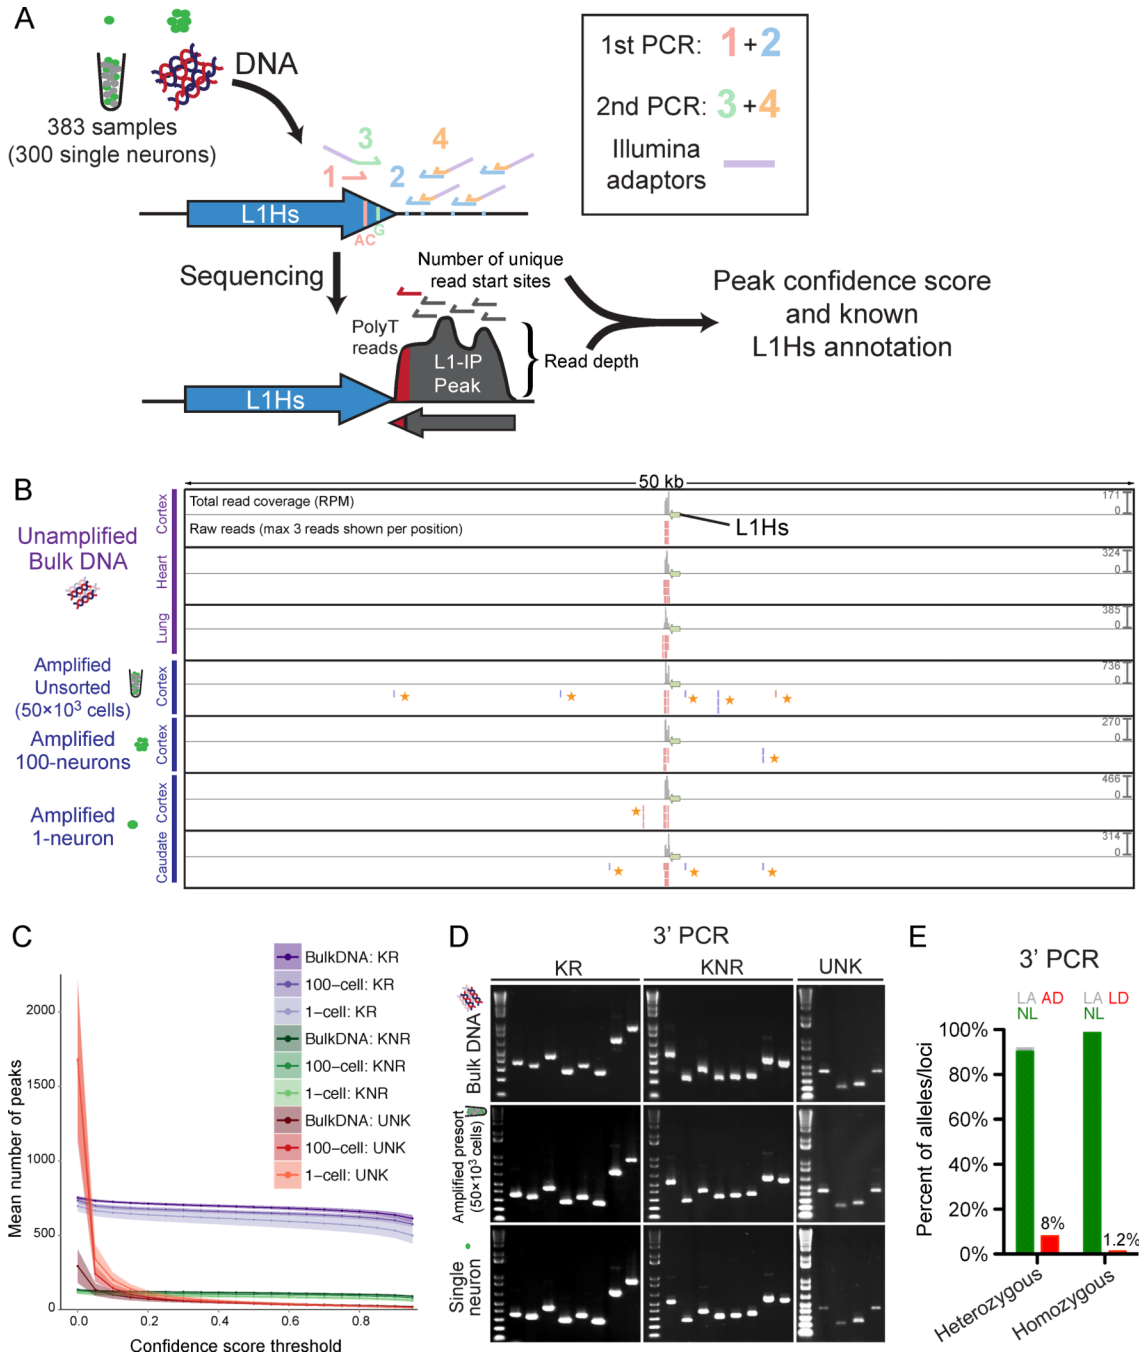 A
DNA
383 samples
(300 single neurons)
1st PCR: 1+2
2nd PCR: 3+4
Illumina
adaptors
3
4
1
2
L1Hs
AC
G
Sequencing
Number of unique
read start sites
PolyT
reads
L1-IP
Peak
Read depth
L1Hs
Peak confidence score
and known
L1Hs annotation
B
50 kb
Unamplified
Bulk DNA
Cortex
Total read coverage (RPM)
Raw reads (max 3 reads shown per position)
L1Hs
171
0
Heart
324
0
Lung
385
0
Amplified
Unsorted
(50×10³ cells)
Cortex
736
0
Amplified
100-neurons
Cortex
270
0
Amplified
1-neuron
Cortex
466
0
Caudate
314
0
C
Mean number of peaks
2000
1500
1000
500
0
0.0
0.2
0.4
0.6
0.8
Confidence score threshold
BulkDNA: KR
100−cell: KR
1−cell: KR
BulkDNA: KNR
100−cell: KNR
1−cell: KNR
BulkDNA: UNK
100−cell: UNK
1−cell: UNK
D
3’ PCR
KR
KNR
UNK
Bulk DNA
Amplified presort
(50×10³ cells)
Single
neuron
E
3’ PCR
LA AD
NL
LA LD
NL
Percent of alleles/loci
100%
80%
60%
40%
20%
0%
8%
1.2%
Heterozygous
Homozygous